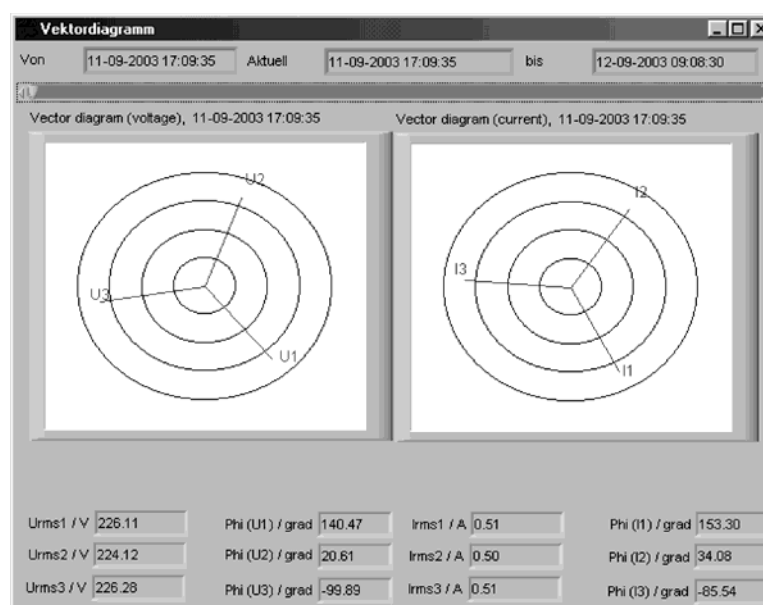 Vektordiagramm
Von 11-09-2003 17:09:35 Aktuell 11-09-2003 17:09:35 bis 12-09-2003 09:08:30
Vector diagram (voltage), 11-09-2003 17:09:35
Vector diagram (current), 11-09-2003 17:09:35
U2
U3
U1
I2
I3
I1
Urms1 / V 226.11 Phi (U1) / grad 140.47 Irms1 / A 0.51 Phi (I1) / grad 153.30
Urms2 / V 224.12 Phi (U2) / grad 20.61 Irms2 / A 0.50 Phi (I2) / grad 34.08
Urms3 / V 226.28 Phi (U3) / grad -99.89 Irms3 / A 0.51 Phi (I3) / grad -85.54